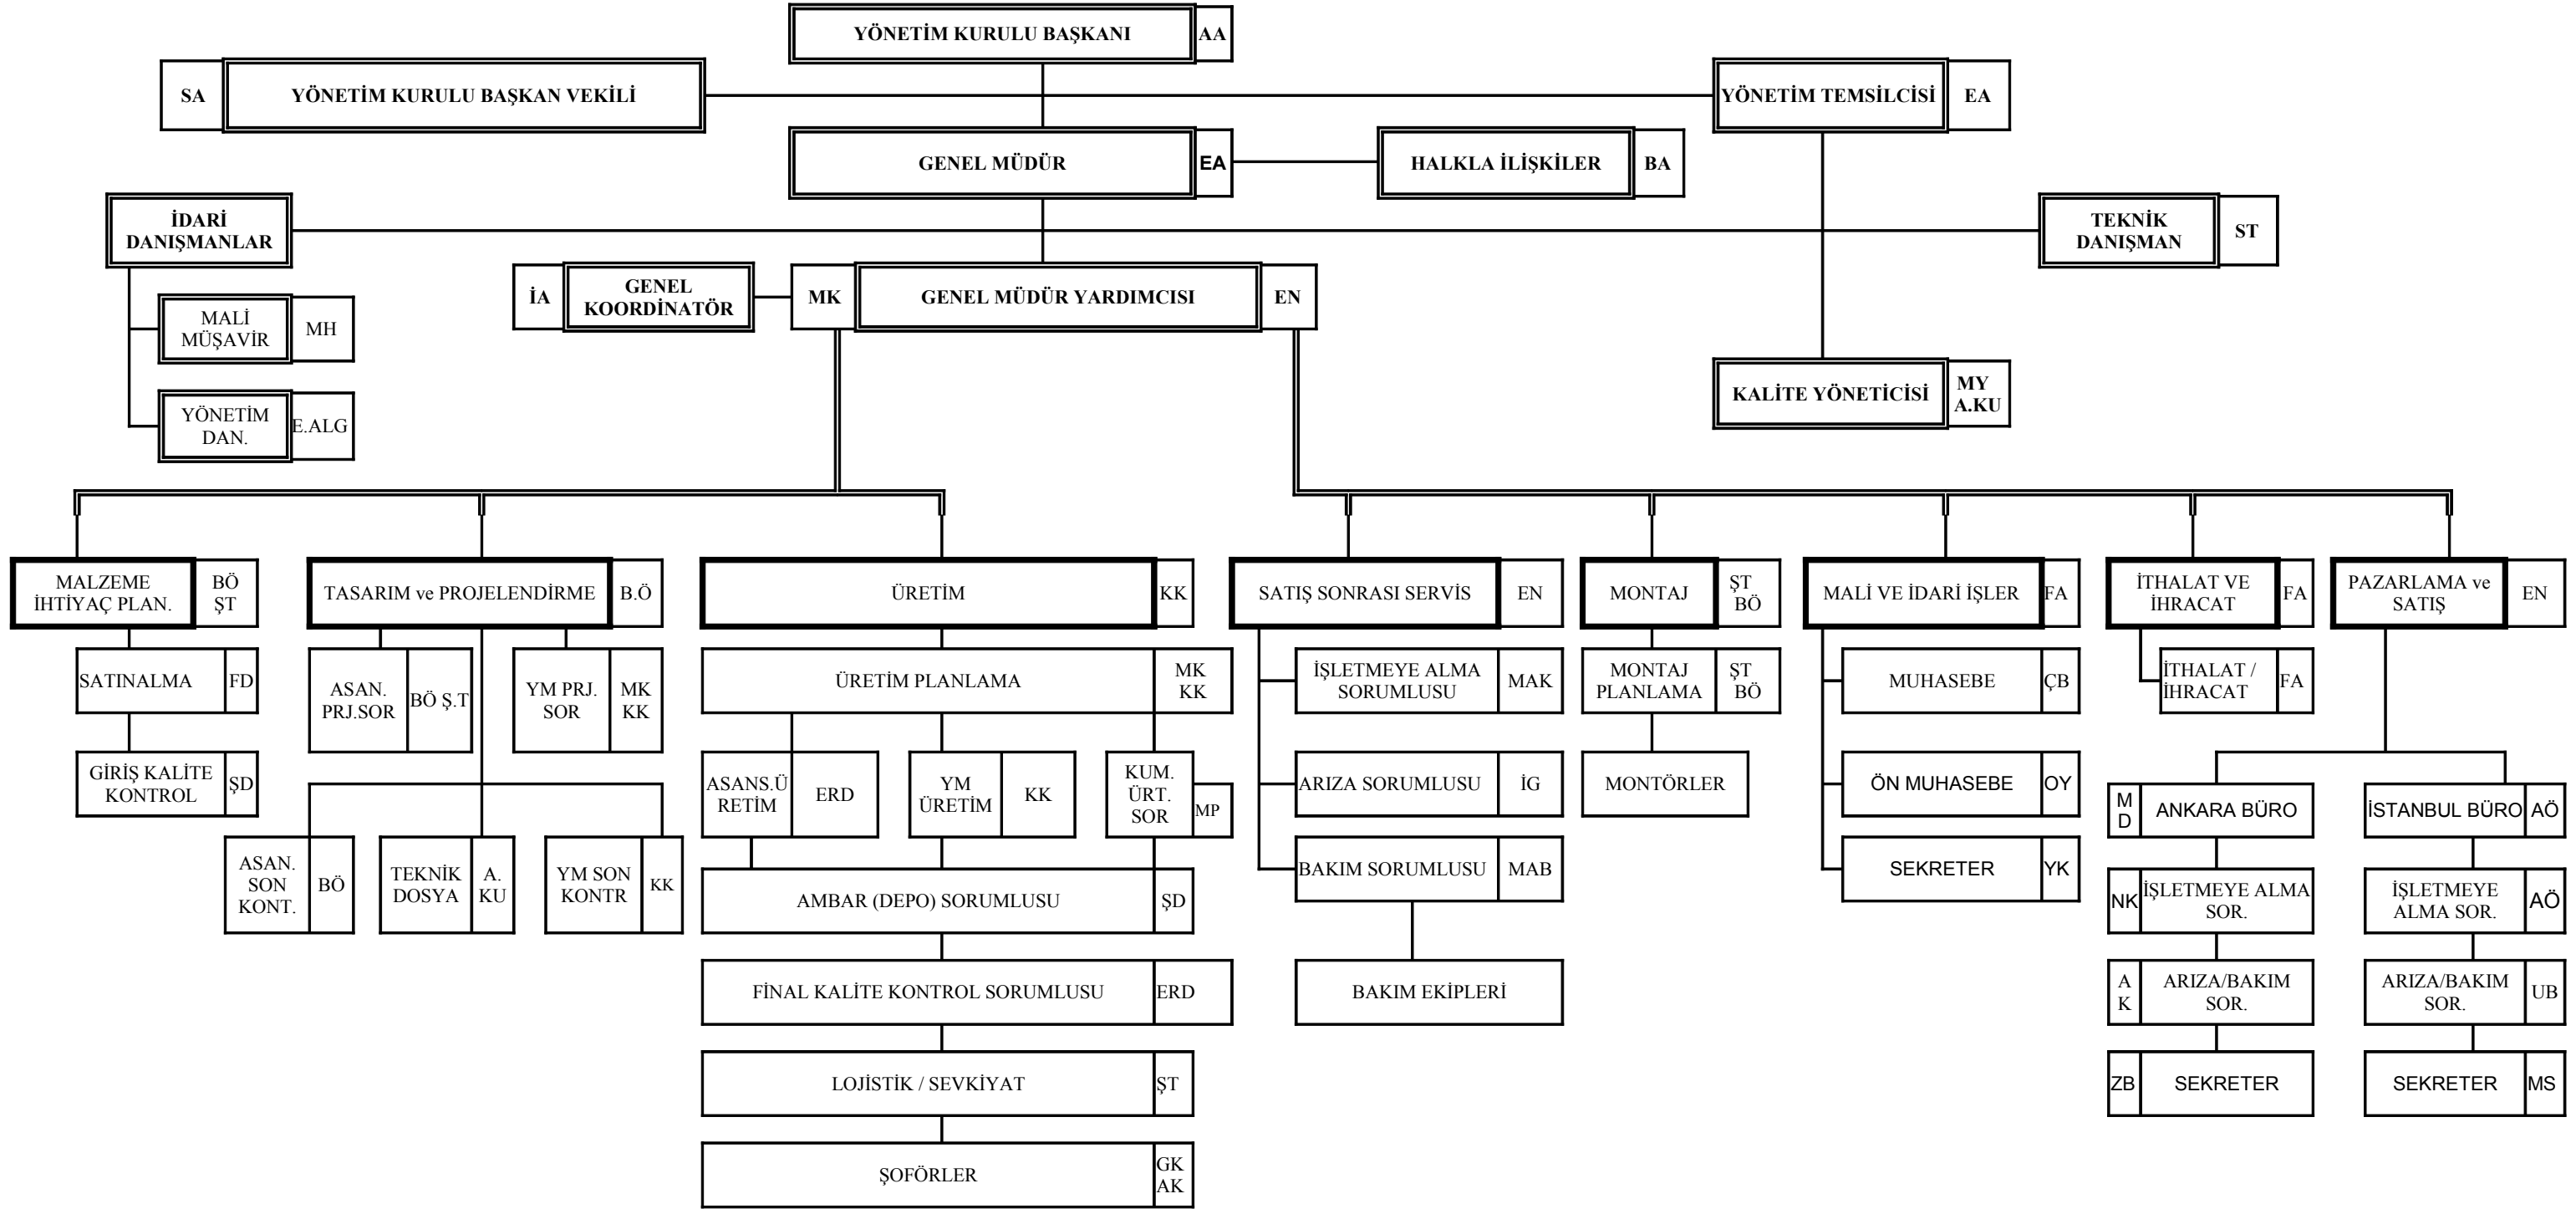 YÖNETİM KURULU BAŞKANI
AA
SA
YÖNETİM KURULU BAŞKAN VEKİLİ
YÖNETİM TEMSİLCİSİ
EA
GENEL MÜDÜR
EA
HALKLA İLİŞKİLER
BA
İDARİ
DANIŞMANLAR
TEKNİK
DANIŞMAN
ST
İA
GENEL
KOORDİNATÖR
MK
GENEL MÜDÜR YARDIMCISI
EN
MALİ
MÜŞAVİR
MH
KALİTE YÖNETİCİSİ
MY
A.KU
YÖNETİM
DAN.
E.ALG
MALZEME
İHTİYAÇ PLAN.
BÖ
ŞT
TASARIM ve PROJELENDİRME
B.Ö
ÜRETİM
KK
SATIŞ SONRASI SERVİS
EN
MONTAJ
ŞT
BÖ
MALİ VE İDARİ İŞLER
FA
İTHALAT VE
İHRACAT
FA
PAZARLAMA ve
SATIŞ
EN
SATINALMA
FD
ASAN.
PRJ.SOR
BÖ Ş.T
YM PRJ.
SOR
MK
KK
ÜRETİM PLANLAMA
MK
KK
İŞLETMEYE ALMA
SORUMLUSU
MAK
MONTAJ
PLANLAMA
ŞT
BÖ
MUHASEBE
ÇB
İTHALAT /
İHRACAT
FA
GİRİŞ KALİTE
KONTROL
ŞD
ASANS.Ü
RETİM
ERD
YM
ÜRETİM
KK
KUM.
ÜRT.
SOR
MP
ARIZA SORUMLUSU
İG
MONTÖRLER
ÖN MUHASEBE
OY
M
D
ANKARA BÜRO
İSTANBUL BÜRO
AÖ
ASAN.
SON
KONT.
BÖ
TEKNİK
DOSYA
A.
KU
YM SON
KONTR
KK
AMBAR (DEPO) SORUMLUSU
ŞD
BAKIM SORUMLUSU
MAB
SEKRETER
YK
NK
İŞLETMEYE ALMA
SOR.
İŞLETMEYE
ALMA SOR.
AÖ
FİNAL KALİTE KONTROL SORUMLUSU
ERD
BAKIM EKİPLERİ
A
K
ARIZA/BAKIM
SOR.
ARIZA/BAKIM
SOR.
UB
LOJİSTİK / SEVKİYAT
ŞT
ZB
SEKRETER
SEKRETER
MS
ŞOFÖRLER
GK
AK